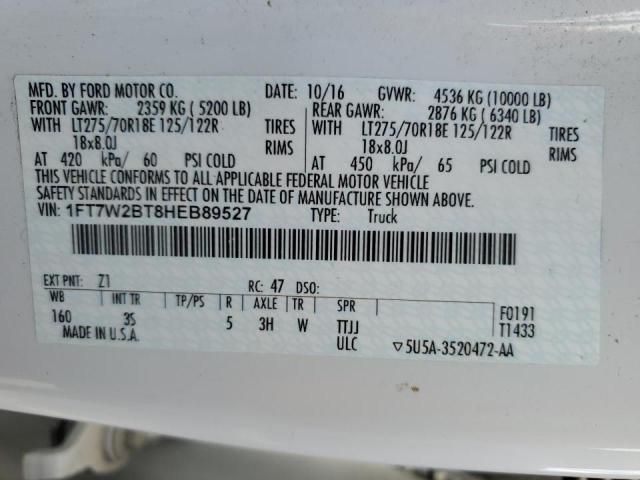 MFD. BY FORD MOTOR CO. DATE: 10/16 GVWR: 4536 KG (10000 LB)
FRONT GAWR: 2359 KG (5200 LB) REAR GAWR: 2876 KG (6340 LB)
WITH LT275/70R18E 125/122R TIRES WITH LT275/70R18E 125/122R TIRES
18x8.0J RIMS 18x8.0J RIMS
AT 420 kPa/ 60 PSI COLD AT 450 kPa/ 65 PSI COLD
THIS VEHICLE CONFORMS TO ALL APPLICABLE FEDERAL MOTOR VEHICLE
SAFETY STANDARDS IN EFFECT ON THE DATE OF MANUFACTURE SHOWN ABOVE.
VIN: 1FT7W2BT8HEB89527 TYPE: Truck
EXT PNT: Z1 RC: 47 DSO:
WB INT TR TP/PS R AXLE TR SPR F0191
160 3S 5 3H W TTJJ T1433
MADE IN U.S.A. ULC ▽5U5A-3520472-AA